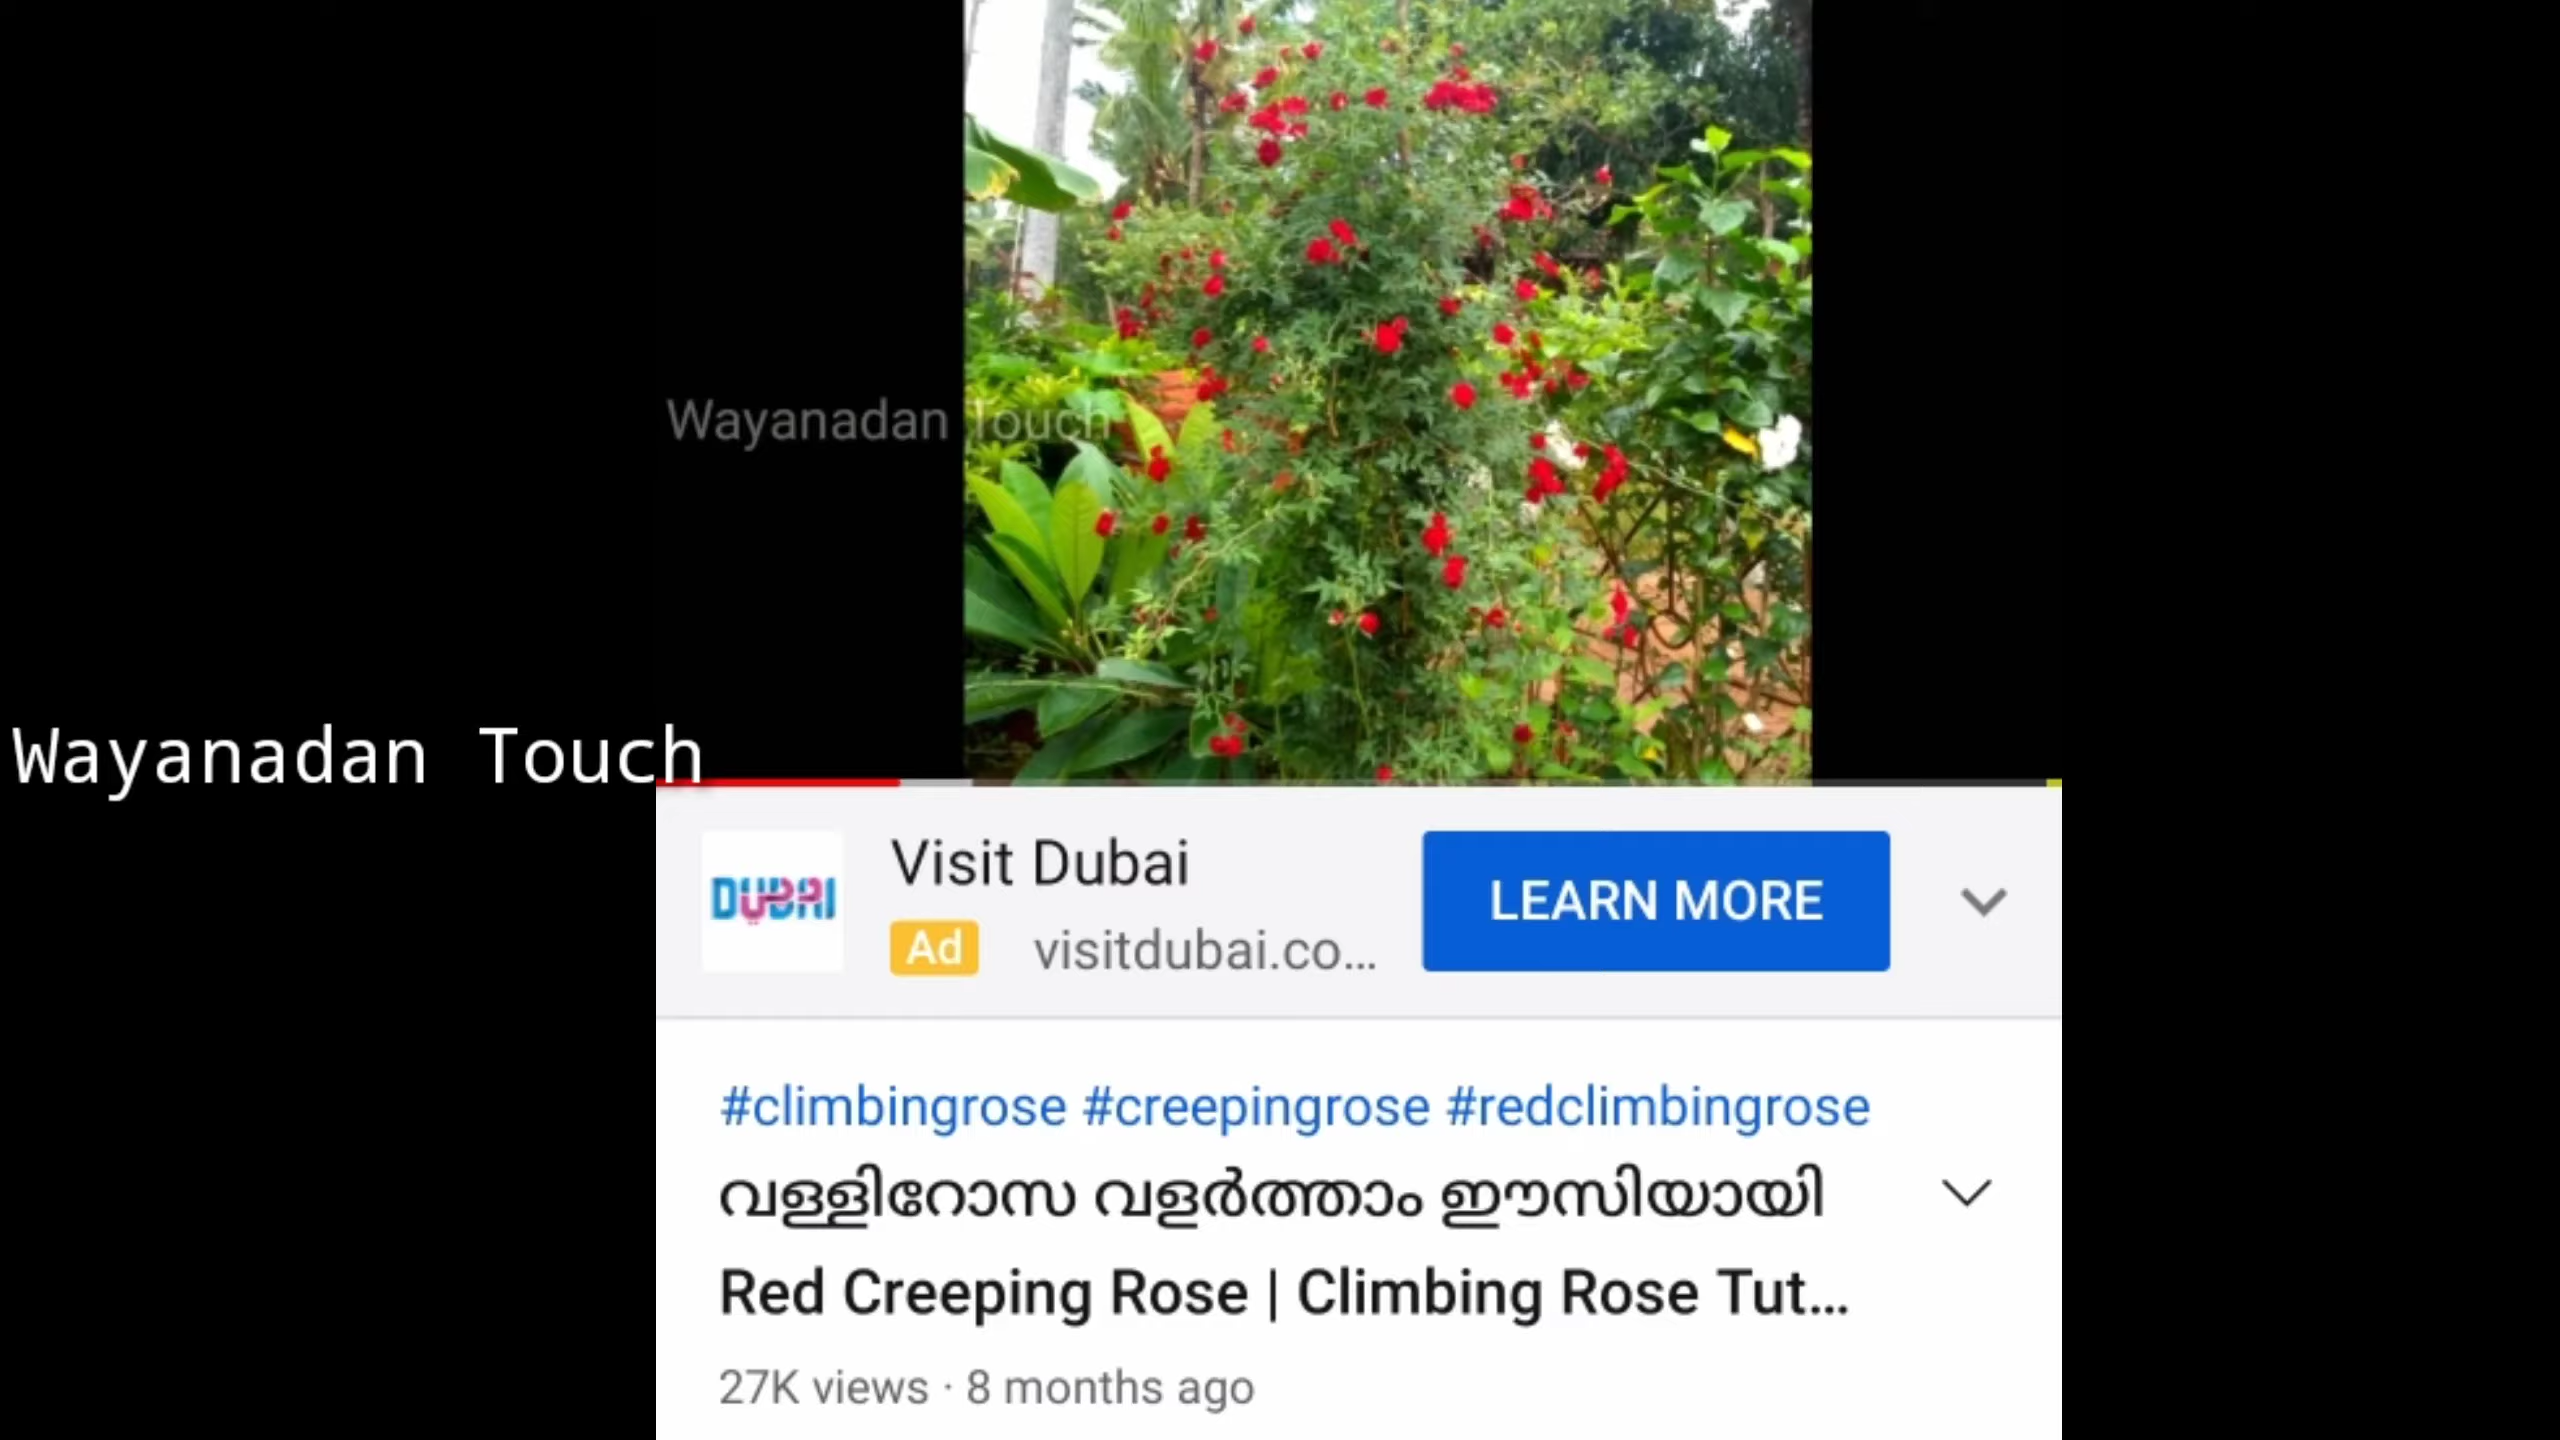 Wayanadan Touch
Wayanadan Touch
DUBAI
Visit Dubai
Ad visitdubai.co...
LEARN MORE
#climbingrose #creepingrose #redclimbingrose
വള്ളിറോസ വളർത്താം ഈസിയായി
Red Creeping Rose | Climbing Rose Tut...
27K views · 8 months ago